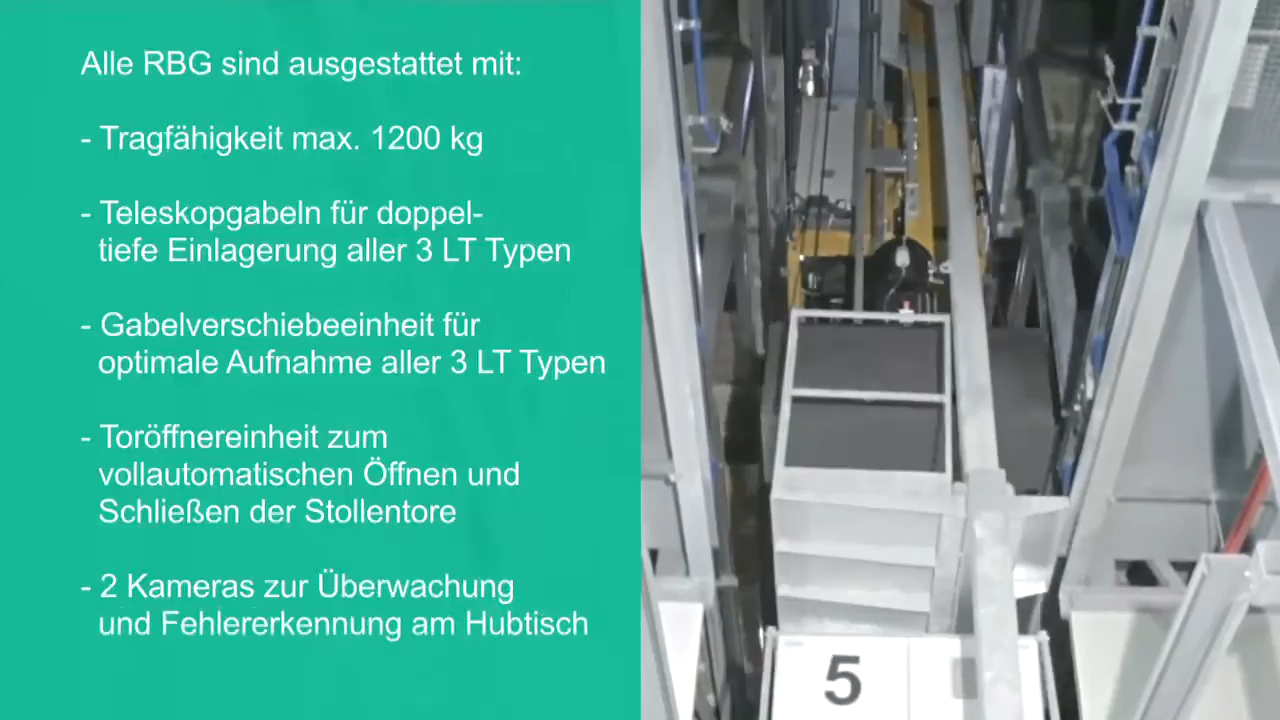 Alle RBG sind ausgestattet mit:
- Tragfähigkeit max. 1200 kg
- Teleskopgabeln für doppel-
tiefe Einlagerung aller 3 LT Typen
- Gabelverschiebeeinheit für
optimale Aufnahme aller 3 LT Typen
- Toröffnereinheit zum
vollautomatischen Öffnen und
Schließen der Stollentore
- 2 Kameras zur Überwachung
und Fehlererkennung am Hubtisch
5